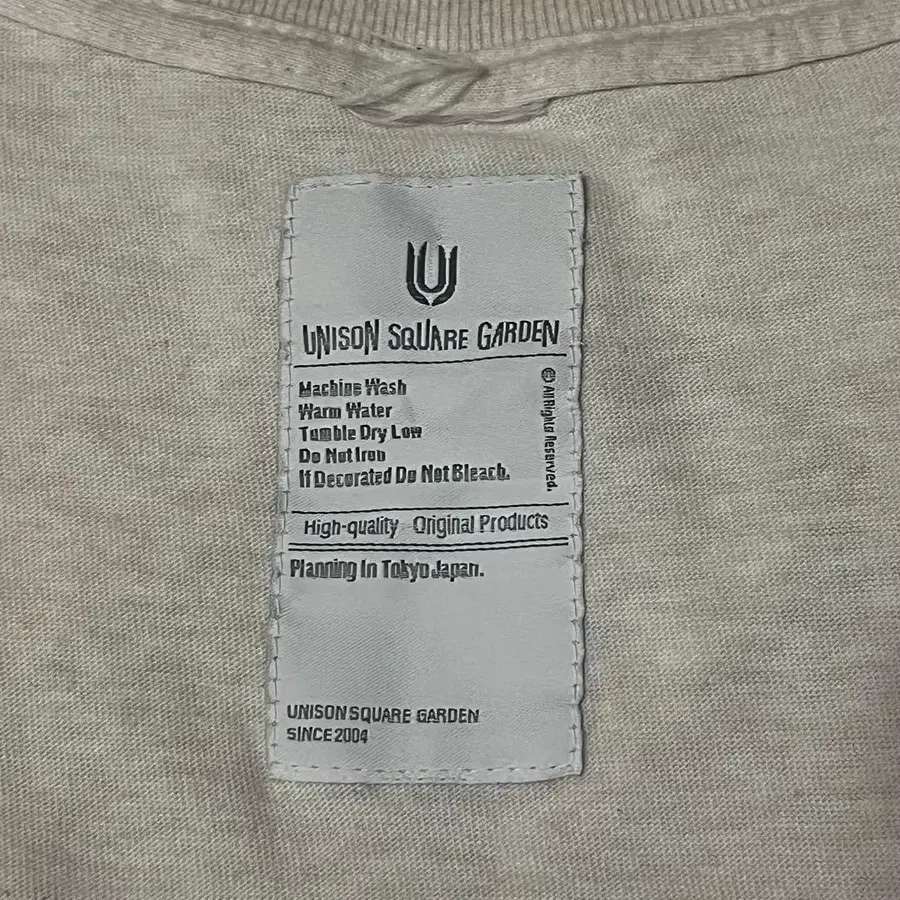 UNISON SQUARE GARDEN
Machine Wash
Warm Water
Tumble Dry Low
Do Not Iron
If Decorated Do Not Bleach.
All Rights Reserved.
High-quality Original Products
Planning In Tokyo Japan.
UNISON SQUARE GARDEN
SINCE 2004